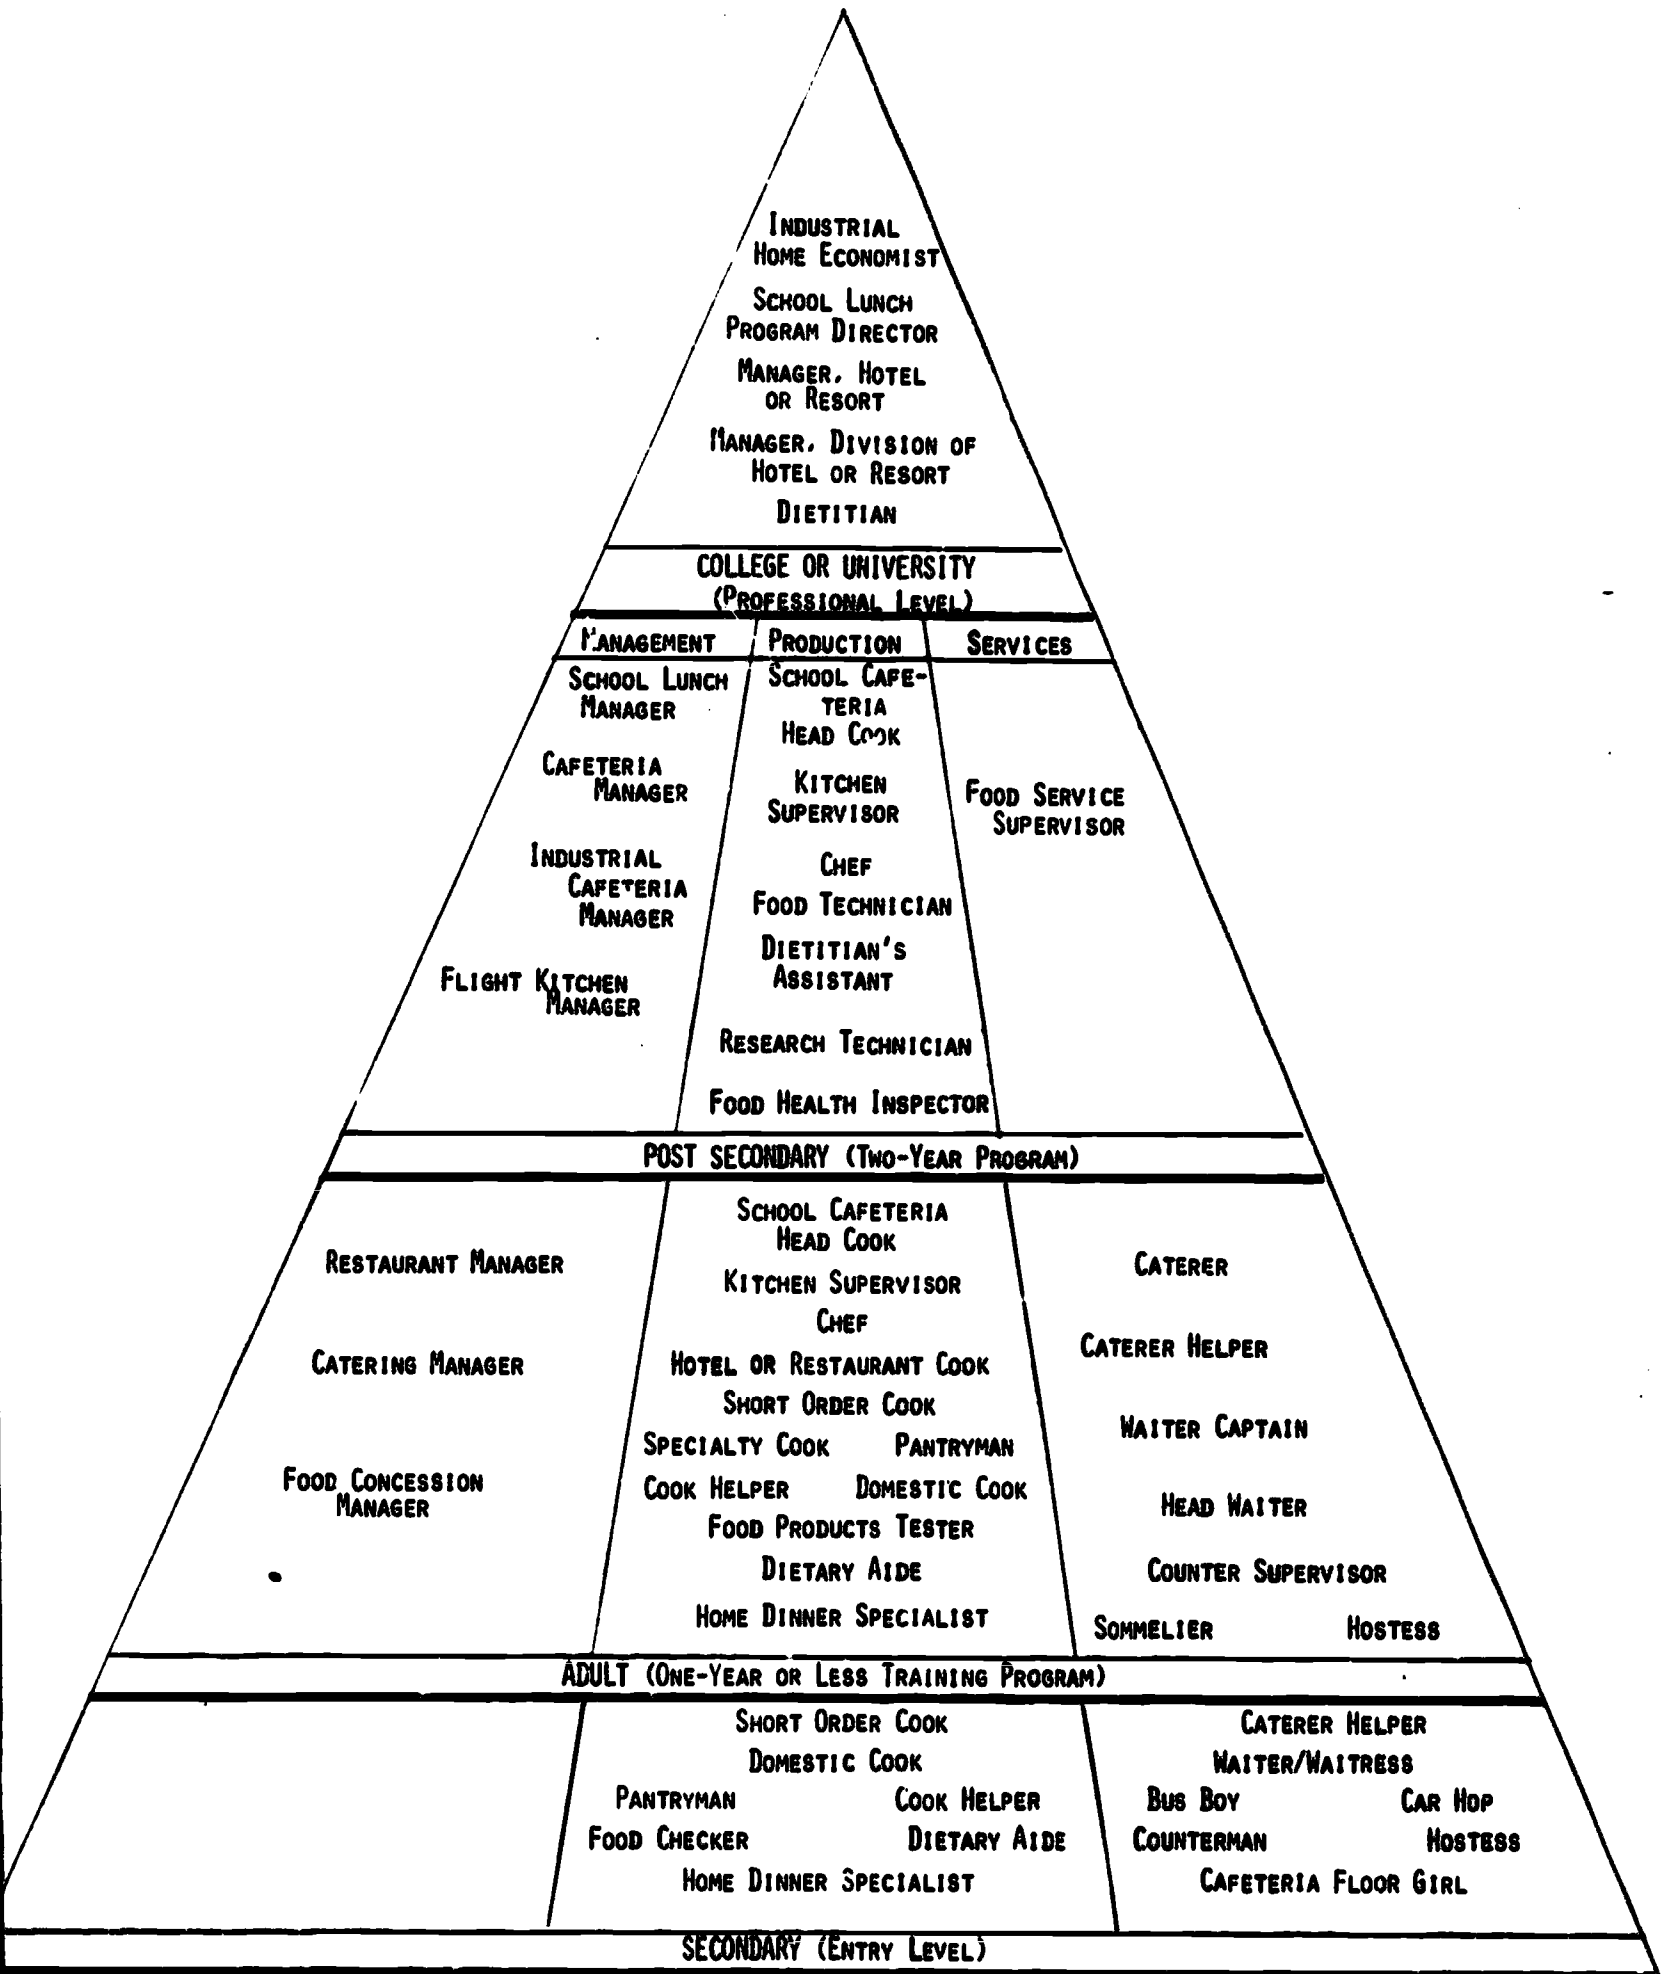 INDUSTRIAL
HOME ECONOMIST
SCHOOL LUNCH
PROGRAM DIRECTOR
MANAGER, HOTEL
OR RESORT
MANAGER, DIVISION OF
HOTEL OR RESORT
DIETITIAN
COLLEGE OR UNIVERSITY
(PROFESSIONAL LEVEL)
MANAGEMENT PRODUCTION SERVICES
SCHOOL LUNCH
MANAGER
CAFETERIA
MANAGER
INDUSTRIAL
CAFETERIA
MANAGER
FLIGHT KITCHEN
MANAGER
SCHOOL CAFE-
TERIA
HEAD COOK
KITCHEN
SUPERVISOR
CHEF
FOOD TECHNICIAN
DIETITIAN'S
ASSISTANT
RESEARCH TECHNICIAN
FOOD HEALTH INSPECTOR
FOOD SERVICE
SUPERVISOR
POST SECONDARY (TWO-YEAR PROGRAM)
RESTAURANT MANAGER
CATERING MANAGER
FOOD CONCESSION
MANAGER
SCHOOL CAFETERIA
HEAD COOK
KITCHEN SUPERVISOR
CHEF
HOTEL OR RESTAURANT COOK
SHORT ORDER COOK
SPECIALTY COOK PANTRYMAN
COOK HELPER DOMESTIC COOK
FOOD PRODUCTS TESTER
DIETARY AIDE
HOME DINNER SPECIALIST
CATERER
CATERER HELPER
WAITER CAPTAIN
HEAD WAITER
COUNTER SUPERVISOR
SOMMELIER HOSTESS
ADULT (ONE-YEAR OR LESS TRAINING PROGRAM)
SHORT ORDER COOK
DOMESTIC COOK
PANTRYMAN COOK HELPER
FOOD CHECKER DIETARY AIDE
HOME DINNER SPECIALIST
CATERER HELPER
WAITER/WAITRESS
BUS BOY CAR HOP
COUNTERMAN HOSTESS
CAFETERIA FLOOR GIRL
SECONDARY (ENTRY LEVEL)